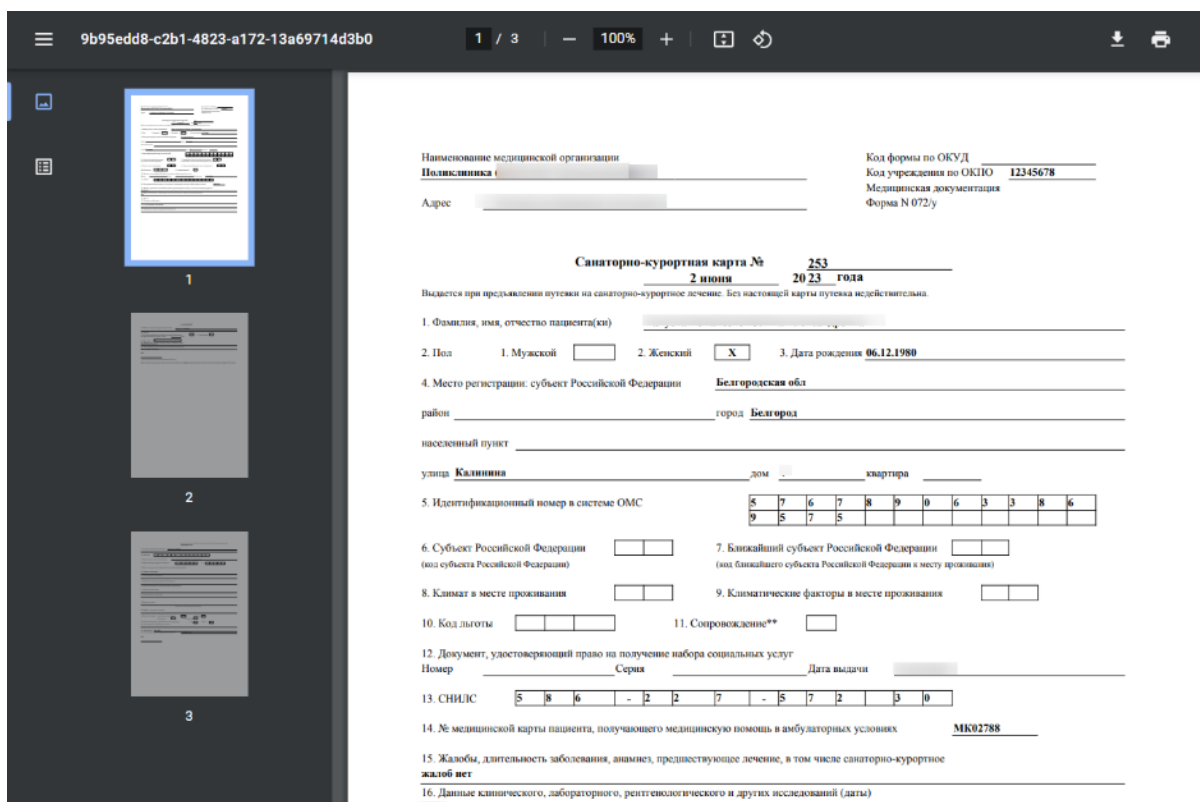 9b95edd8-c2b1-4823-a172-13a69714d3b0
1 / 3
100%
1
2
3
Наименование медицинской организации
Поликлиника
Адрес
Код формы по ОКУД
Код учреждения по ОКПО 12345678
Медицинская документация
Форма N 072/у
Санаторно-курортная карта № 253
2 июня 20 23 года
Выдается при предъявлении путевки на санаторно-курортное лечение. Без настоящей карты путевка недействительна.
1. Фамилия, имя, отчество пациента(ки)
2. Пол 1. Мужской 2. Женский X 3. Дата рождения 06.12.1980
4. Место регистрации: субъект Российской Федерации Белгородская обл
район город Белгород
населенный пункт
улица Калинина дом квартира
5. Идентификационный номер в системе ОМС 5 7 6 7 8 9 0 6 3 3 8 6
9 5 7 5
6. Субъект Российской Федерации 7. Ближайший субъект Российской Федерации
(код субъекта Российской Федерации) (код ближайшего субъекта Российской Федерации к месту проживания)
8. Климат в месте проживания 9. Климатические факторы в месте проживания
10. Код льготы 11. Сопровождение**
12. Документ, удостоверяющий право на получение набора социальных услуг
Номер Серия Дата выдачи
13. СНИЛС 5 8 6 - 2 2 7 - 5 7 2 3 0
14. № медицинской карты пациента, получающего медицинскую помощь в амбулаторных условиях МК02788
15. Жалобы, длительность заболевания, анамнез, предшествующее лечение, в том числе санаторно-курортное
жалоб нет
16. Данные клинического, лабораторного, рентгенологического и других исследований (даты)